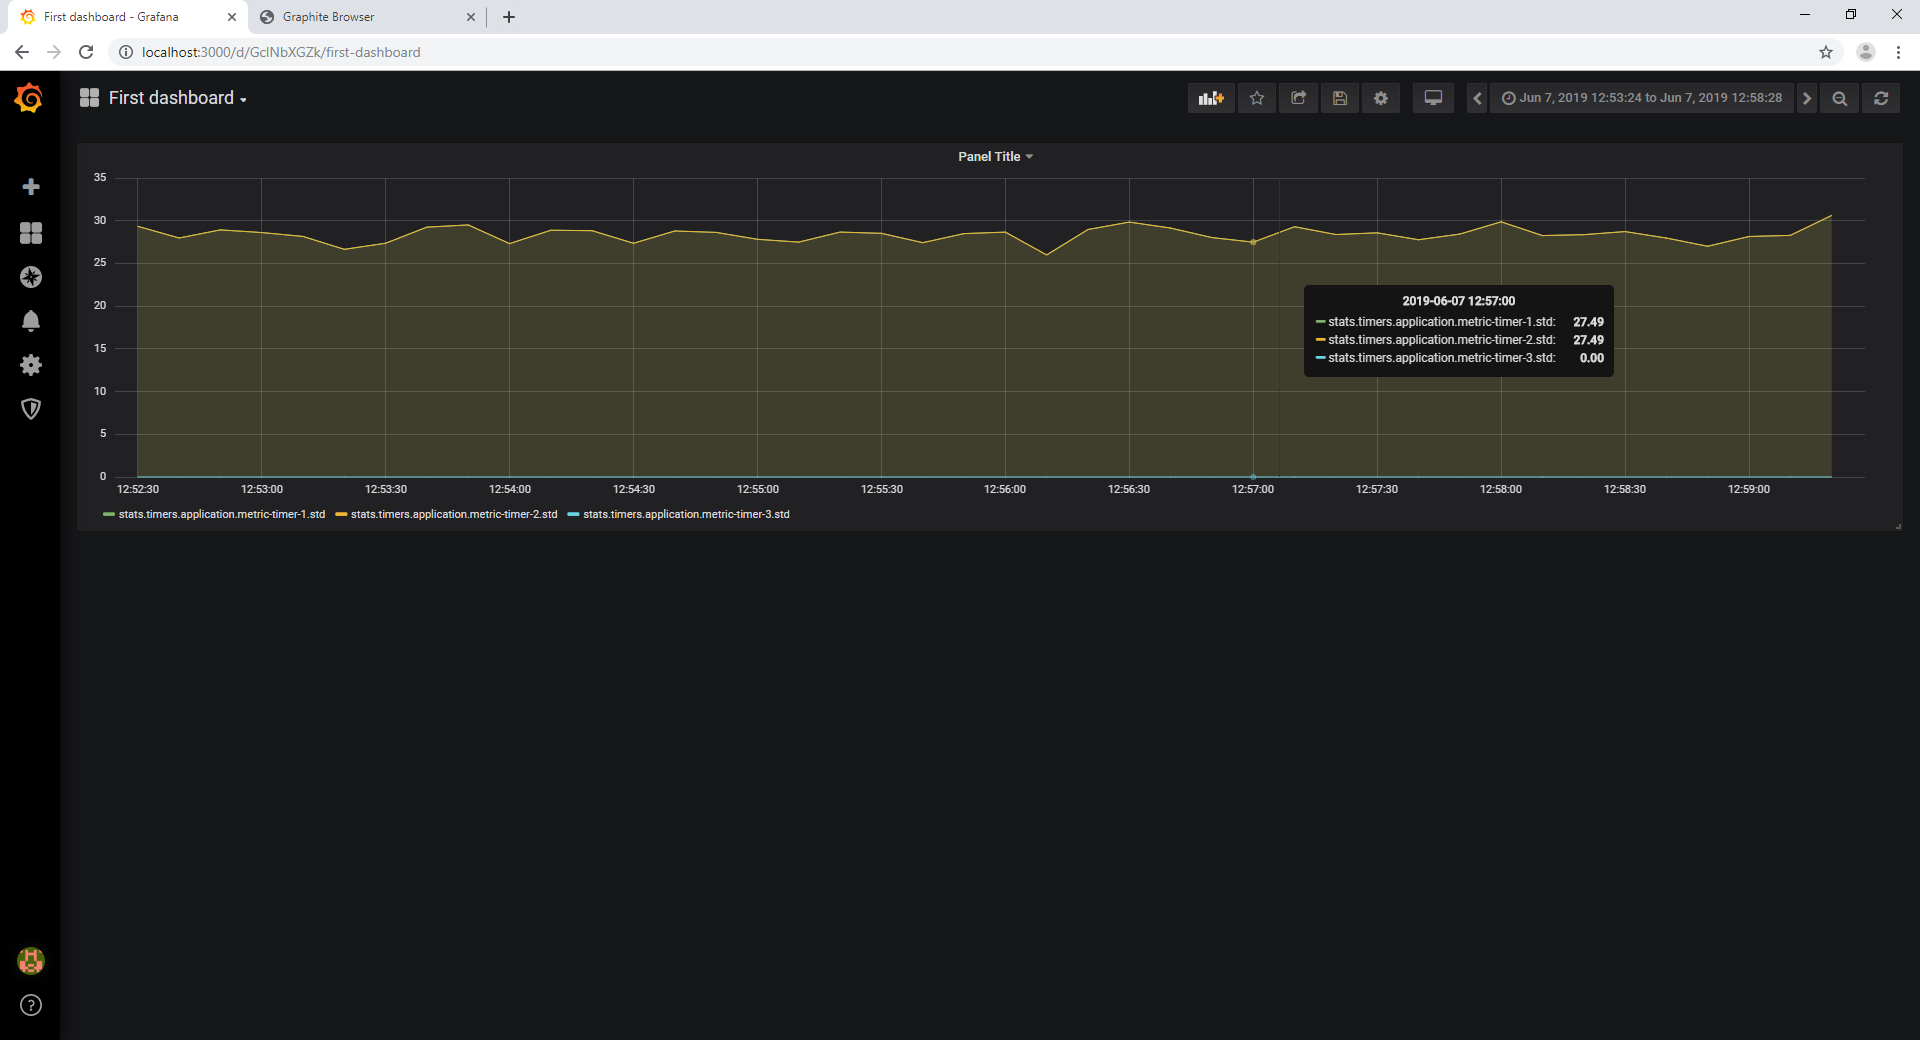 First dashboard - Grafana
Graphite Browser
localhost:3000/d/GclNbXGZk/first-dashboard
First dashboard
Jun 7, 2019 12:53:24 to Jun 7, 2019 12:58:28
Panel Title
35
30
25
20
15
10
5
0
2019-06-07 12:57:00
stats.timers.application.metric-timer-1.std: 27.49
stats.timers.application.metric-timer-2.std: 27.49
stats.timers.application.metric-timer-3.std: 0.00
12:52:30 12:53:00 12:53:30 12:54:00 12:54:30 12:55:00 12:55:30 12:56:00 12:56:30 12:57:00 12:57:30 12:58:00 12:58:30 12:59:00
stats.timers.application.metric-timer-1.std stats.timers.application.metric-timer-2.std stats.timers.application.metric-timer-3.std